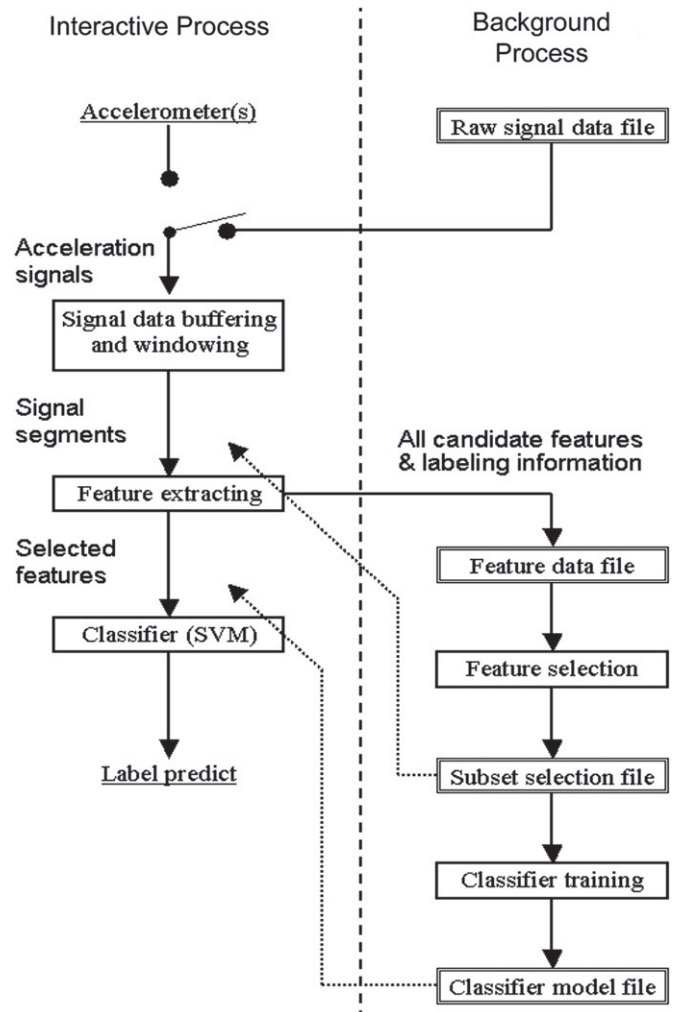 Interactive Process
Background
Process
Accelerometer(s)
Raw signal data file
Acceleration
signals
Signal data buffering
and windowing
Signal
segments
All candidate features
& labeling information
Feature extracting
Selected
features
Feature data file
Classifier (SVM)
Feature selection
Label predict
Subset selection file
Classifier training
Classifier model file